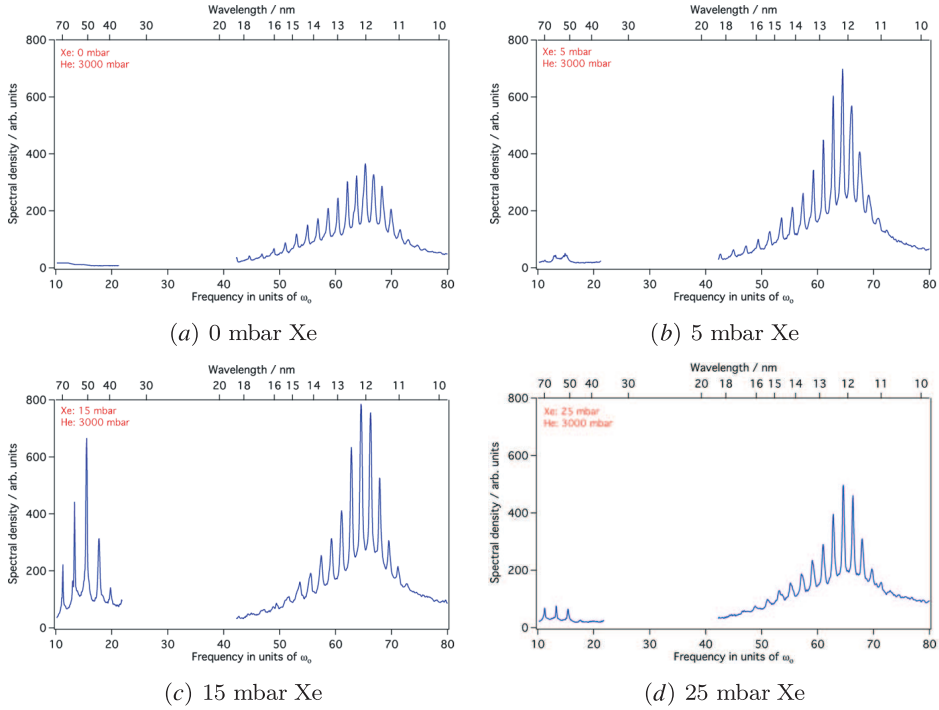 Wavelength / nm
70 50 40 30 20 18 16 15 14 13 12 11 10
Spectral density / arb. units
800
600
400
200
0
Xe: 0 mbar
He: 3000 mbar
10 20 30 40 50 60 70 80
Frequency in units of ωo
(a) 0 mbar Xe
Wavelength / nm
70 50 40 30 20 18 16 15 14 13 12 11 10
Spectral density / arb. units
800
600
400
200
0
Xe: 5 mbar
He: 3000 mbar
10 20 30 40 50 60 70 80
Frequency in units of ωo
(b) 5 mbar Xe
Wavelength / nm
70 50 40 30 20 18 16 15 14 13 12 11 10
Spectral density / arb. units
800
600
400
200
0
Xe: 15 mbar
He: 3000 mbar
10 20 30 40 50 60 70 80
Frequency in units of ωo
(c) 15 mbar Xe
Wavelength / nm
70 50 40 30 20 18 16 15 14 13 12 11 10
Spectral density / arb. units
800
600
400
200
0
Xe: 25 mbar
He: 3000 mbar
10 20 30 40 50 60 70 80
Frequency in units of ωo
(d) 25 mbar Xe